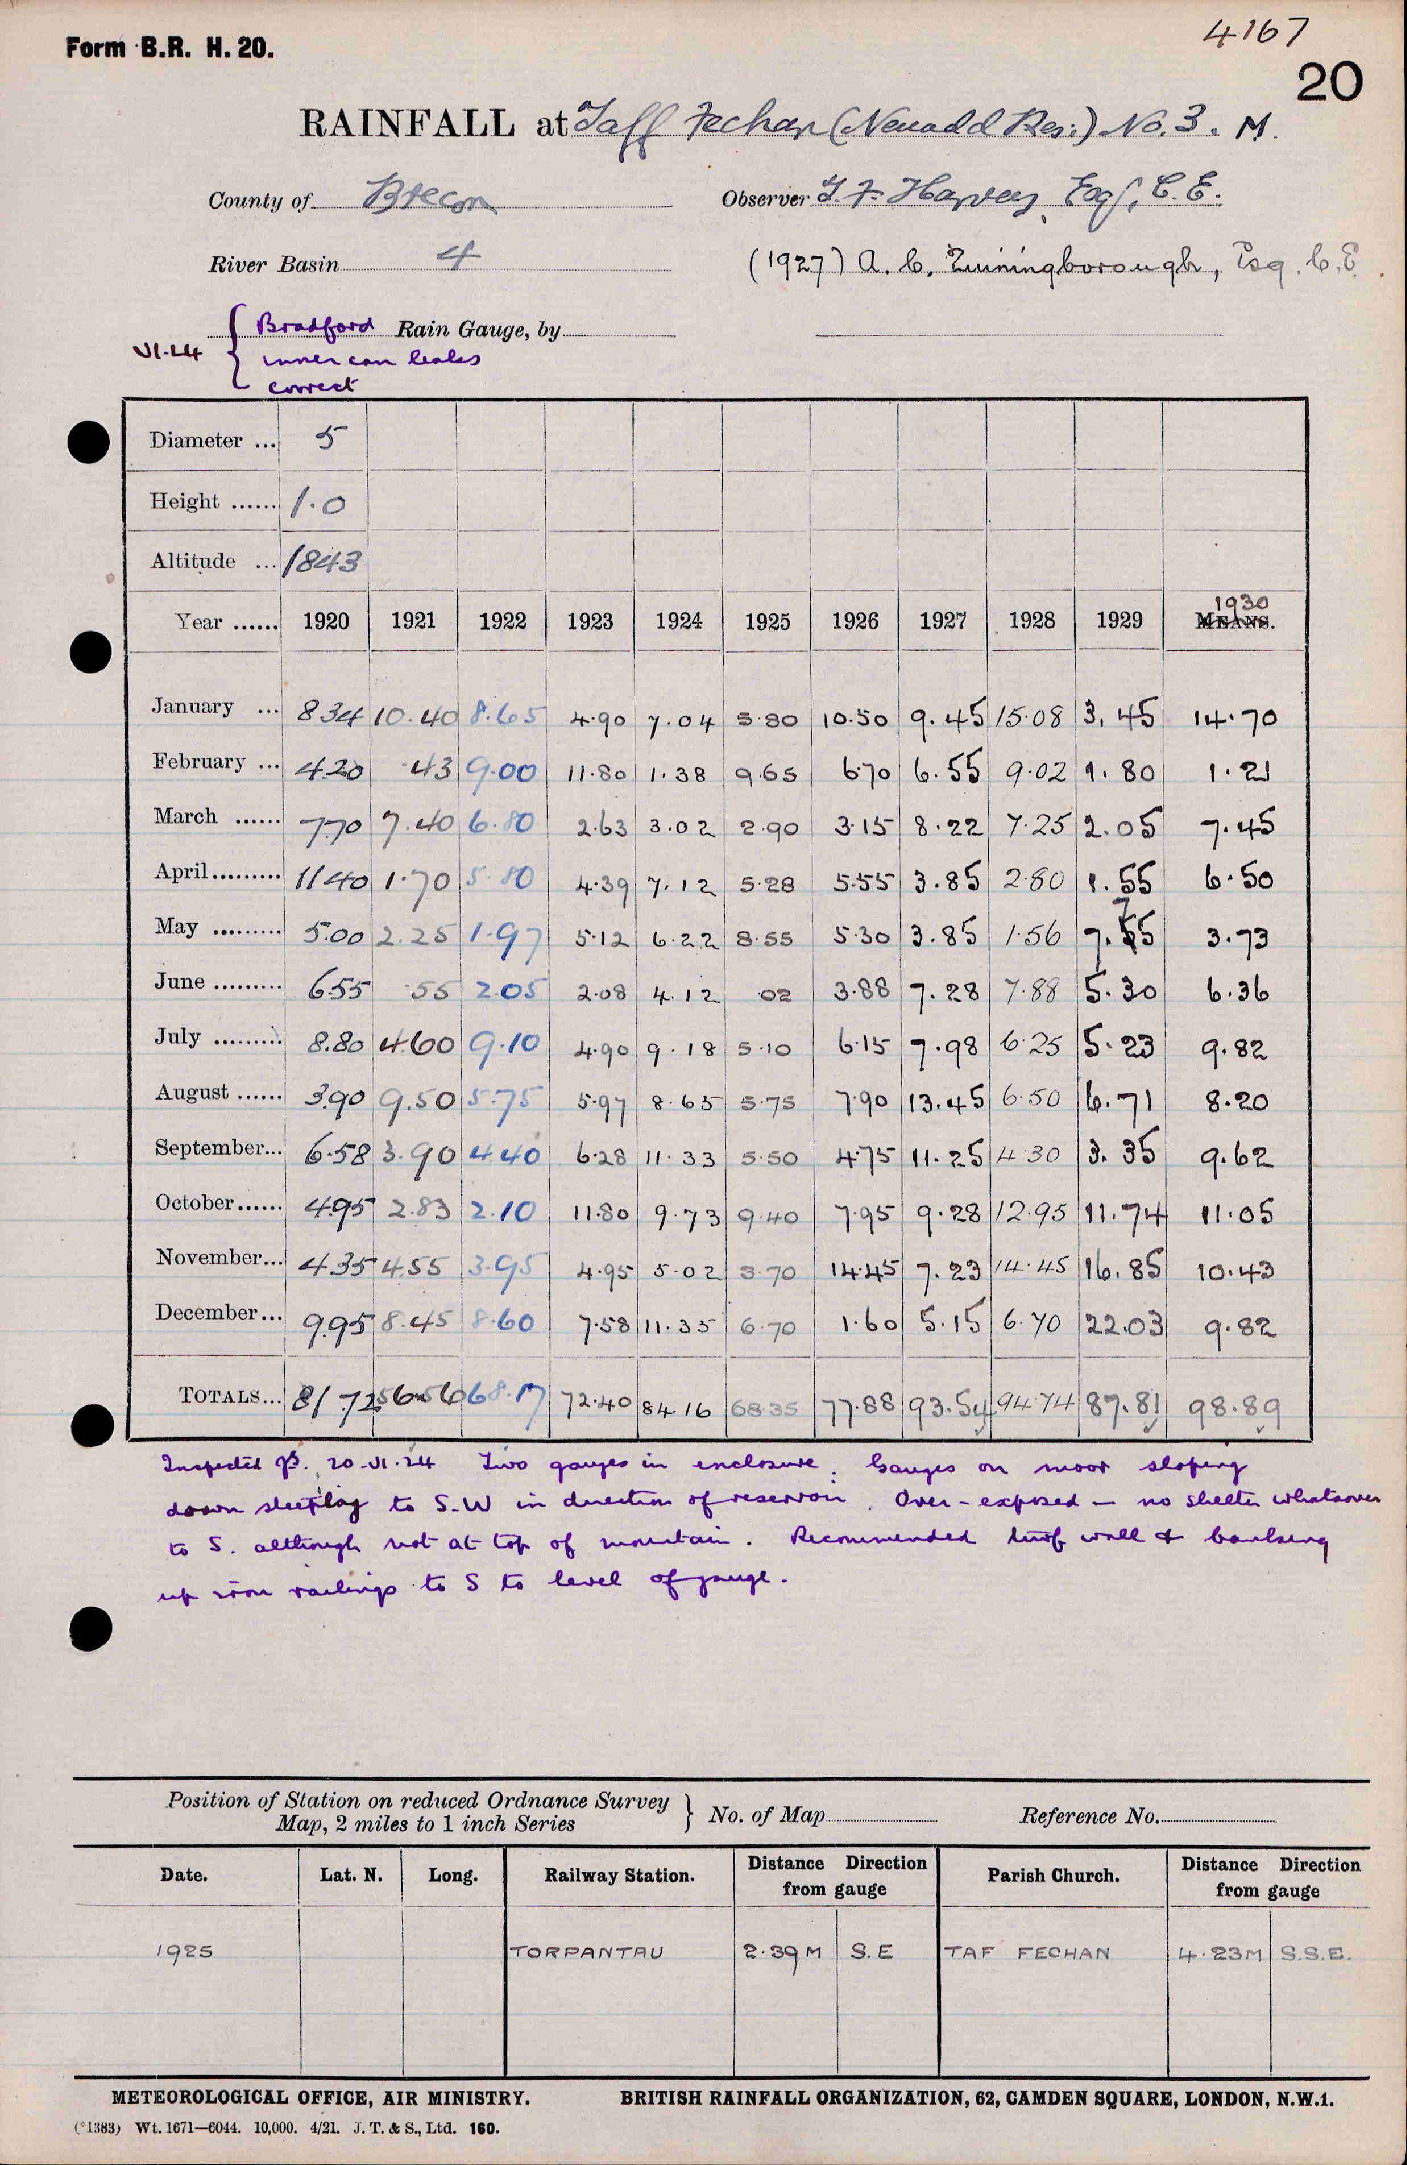 4167
Form B.R. H. 20.
20
RAINFALL at Taff Fechan (Neuadd Res:) No. 3. M.
County of Brecon Observer T. F. Harvey Esq., C. E.
River Basin 4 (1927) A. C. Esq. C.E.
Bradford Rain Gauge, by
VI.24 { inner can leaks
correct
Diameter ... 5
Height ...... 1.0
Altitude ... 1843
Year ...... 1920 1921 1922 1923 1924 1925 1926 1927 1928 1929 MEANS. 1930
January ... 8.34 10.40 8.65 4.90 7.04 5.80 10.50 9.45 15.08 3.45 14.70
February ... 4.20 .43 9.00 11.80 1.38 9.65 6.70 6.55 9.02 1.80 1.21
March ...... 7.70 7.40 6.80 2.63 3.02 2.90 3.15 8.22 7.25 2.05 7.45
April ......... 11.40 1.70 5.80 4.39 7.12 5.28 5.55 3.85 2.80 1.55 6.50
May ......... 5.00 2.25 1.97 5.12 6.22 8.55 5.30 3.85 1.56 7.75 3.73
June ......... 6.55 .55 2.05 2.08 4.12 .02 3.88 7.28 7.88 5.30 6.36
July ......... 8.80 4.60 9.10 4.90 9.18 5.10 6.15 7.98 6.25 5.23 9.82
August ...... 3.90 9.50 5.75 5.97 8.65 5.75 7.90 13.45 6.50 6.71 8.20
September... 6.58 3.90 4.40 6.28 11.33 5.50 4.75 11.25 4.30 3.35 9.62
October ...... 4.95 2.83 2.10 11.80 9.73 9.40 7.95 9.28 12.95 11.74 11.05
November... 4.35 4.55 3.95 4.95 5.02 3.70 14.45 7.23 14.45 16.85 10.43
December ... 9.95 8.45 8.60 7.58 11.35 6.70 1.60 5.15 6.70 22.03 9.82
TOTALS... 81.72 56.56 68.17 72.40 84.16 68.35 77.88 93.54 94.74 87.81 98.89
Inspected 20.VI.24 Two gauges in enclosure. Gauges on moor sloping
down to S.W in direction of reservoir. Over-exposed – no shelter whatsoever
to S. although not at top of mountain. Recommended turf wall & banking
up iron railings to S to level of gauge.
Position of Station on reduced Ordnance Survey
Map, 2 miles to 1 inch Series } No. of Map Reference No.
Date. Lat. N. Long. Railway Station. Distance Direction from gauge Parish Church. Distance Direction from gauge
1925 TORPANTAU 2.39M S.E TAF FECHAN 4.23M S.S.E.
METEOROLOGICAL OFFICE, AIR MINISTRY. BRITISH RAINFALL ORGANIZATION, 62, CAMDEN SQUARE, LONDON, N.W.1.
(*1383) Wt. 1671—6044. 10,000. 4/21. J. T. & S., Ltd. 160.